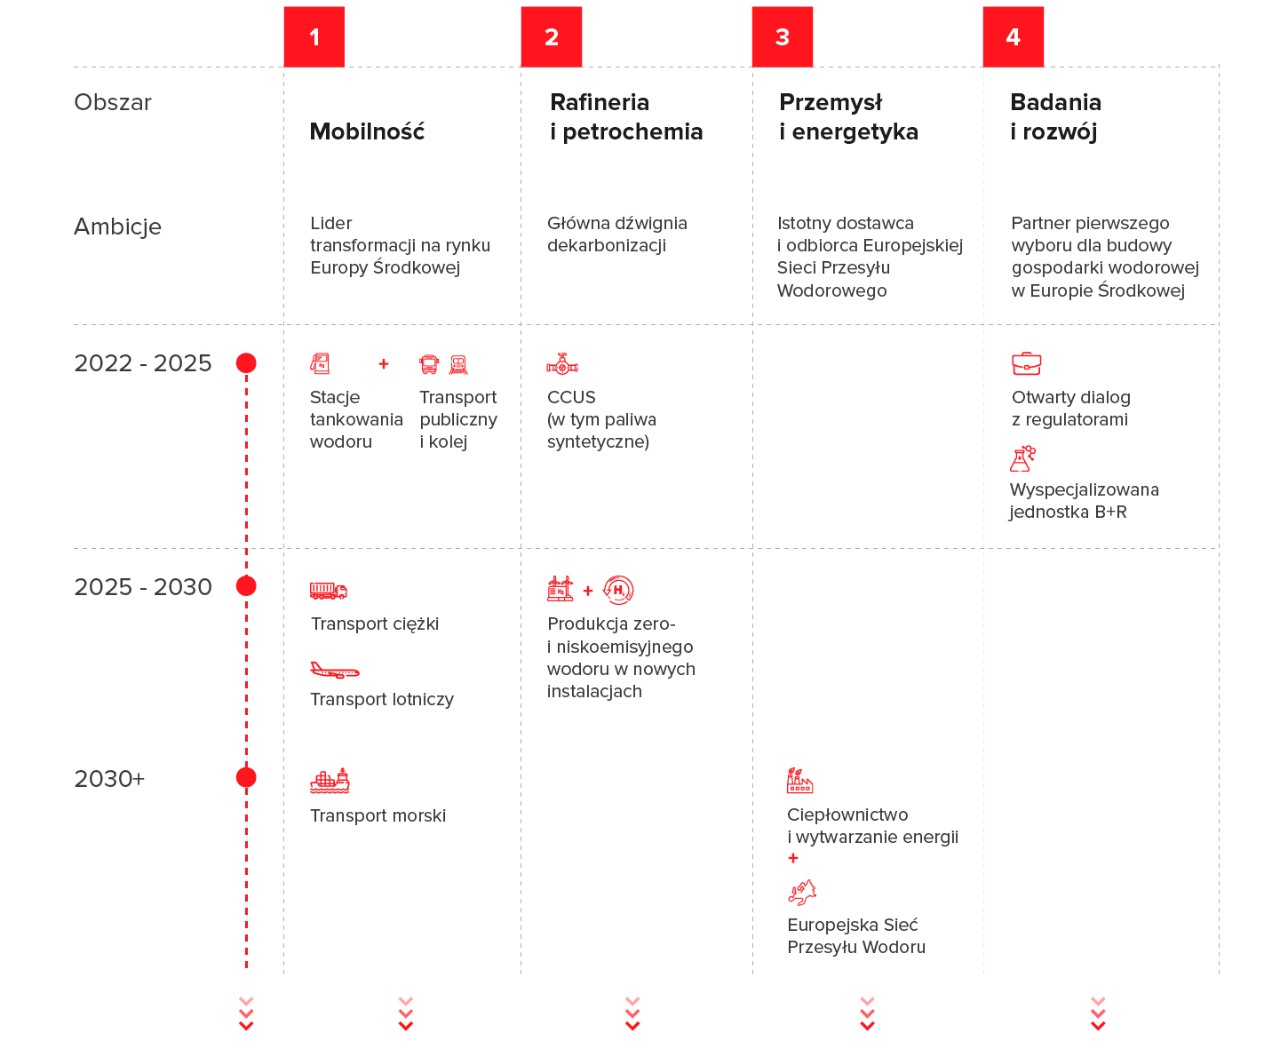 1
2
3
4
Obszar
Mobilność
Rafineria
i petrochemia
Przemysł
i energetyka
Badania
i rozwój
Ambicje
Lider
transformacji na rynku
Europy Środkowej
Główna dźwignia
dekarbonizacji
Istotny dostawca
i odbiorca Europejskiej
Sieci Przesyłu
Wodorowego
Partner pierwszego
wyboru dla budowy
gospodarki wodorowej
w Europie Środkowej
2022 - 2025
+
Stacje
tankowania
wodoru
Transport
publiczny
i kolej
CCUS
(w tym paliwa
syntetyczne)
Otwarty dialog
z regulatorami
Wyspecjalizowana
jednostka B+R
2025 - 2030
Transport ciężki
Transport lotniczy
+
H₂
Produkcja zero-
i niskoemisyjnego
wodoru w nowych
instalacjach
2030+
Transport morski
Ciepłownictwo
i wytwarzanie energii
+
Europejska Sieć
Przesyłu Wodoru